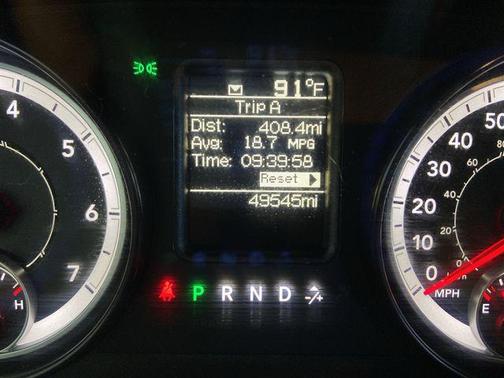 91°F
Trip A
Dist: 408.4mi
Avg: 18.7 MPG
Time: 09:39:58
Reset
49545mi
P R N D
4
5
6
7
H
50
40
30
20
10
0
MPH
80
E